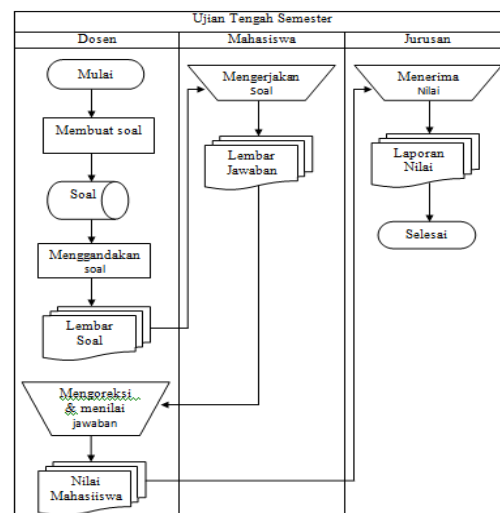 Ujian Tengah Semester
Dosen
Mahasiswa
Jurusan
Mulai
Membuat soal
Soal
Menggandakan
soal
Lembar
Soal
Mengoreksi
& menilai
jawaban
Nilai
Mahasiiswa
Mengerjakan
Soal
Lembar
Jawaban
Menerima
Nilai
Laporan
Nilai
Selesai